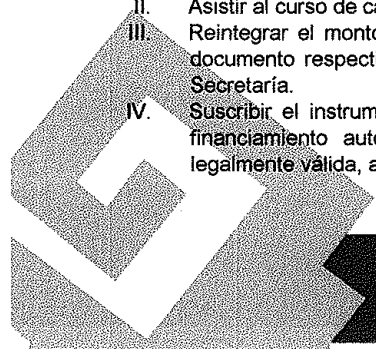 II. Asistir al curso de ca
III. Reintegrar el monto
documento respecti
Secretaría.
IV. Suscribir el instrum
financiamiento auto
legalmente válida, a